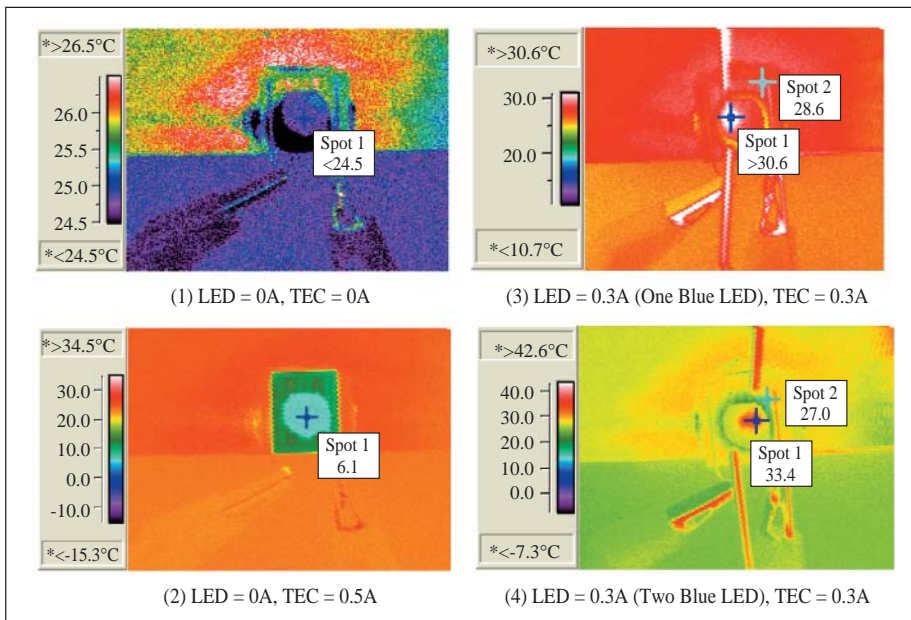 *>26.5°C
26.0
25.5
25.0
24.5
*<24.5°C
Spot 1
<24.5
(1) LED = 0A, TEC = 0A
*>30.6°C
30.0
20.0
*<10.7°C
Spot 2
28.6
Spot 1
>30.6
(3) LED = 0.3A (One Blue LED), TEC = 0.3A
*>34.5°C
30.0
20.0
10.0
0.0
-10.0
*<-15.3°C
Spot 1
6.1
(2) LED = 0A, TEC = 0.5A
*>42.6°C
40.0
30.0
20.0
10.0
0.0
*<-7.3°C
Spot 2
27.0
Spot 1
33.4
(4) LED = 0.3A (Two Blue LED), TEC = 0.3A